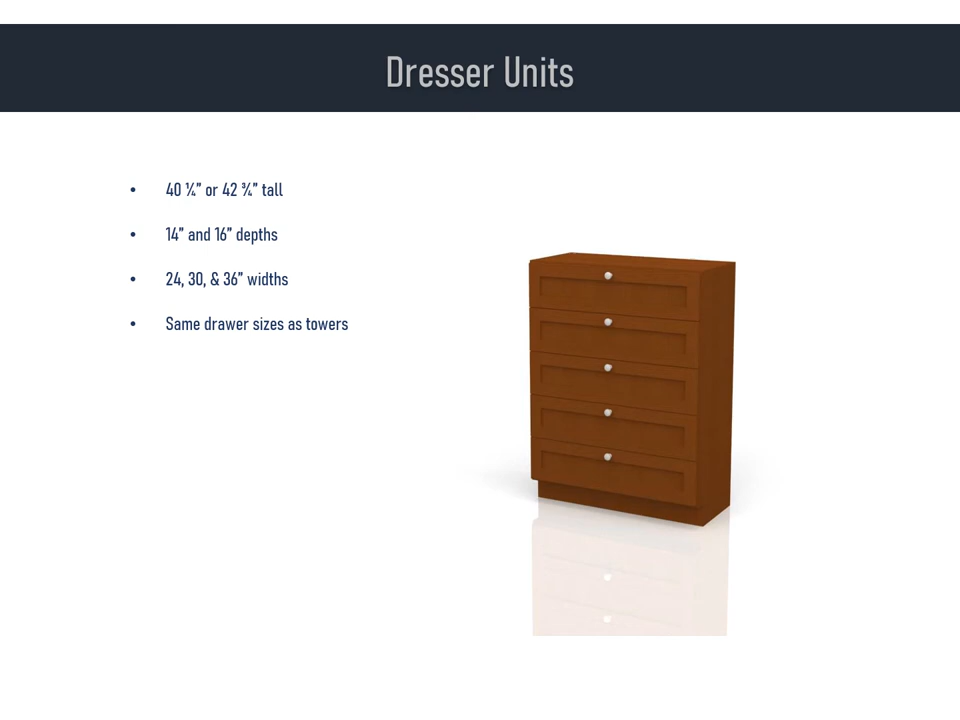 Dresser Units
• 40 ¼” or 42 ¾” tall
• 14” and 16” depths
• 24, 30, & 36” widths
• Same drawer sizes as towers